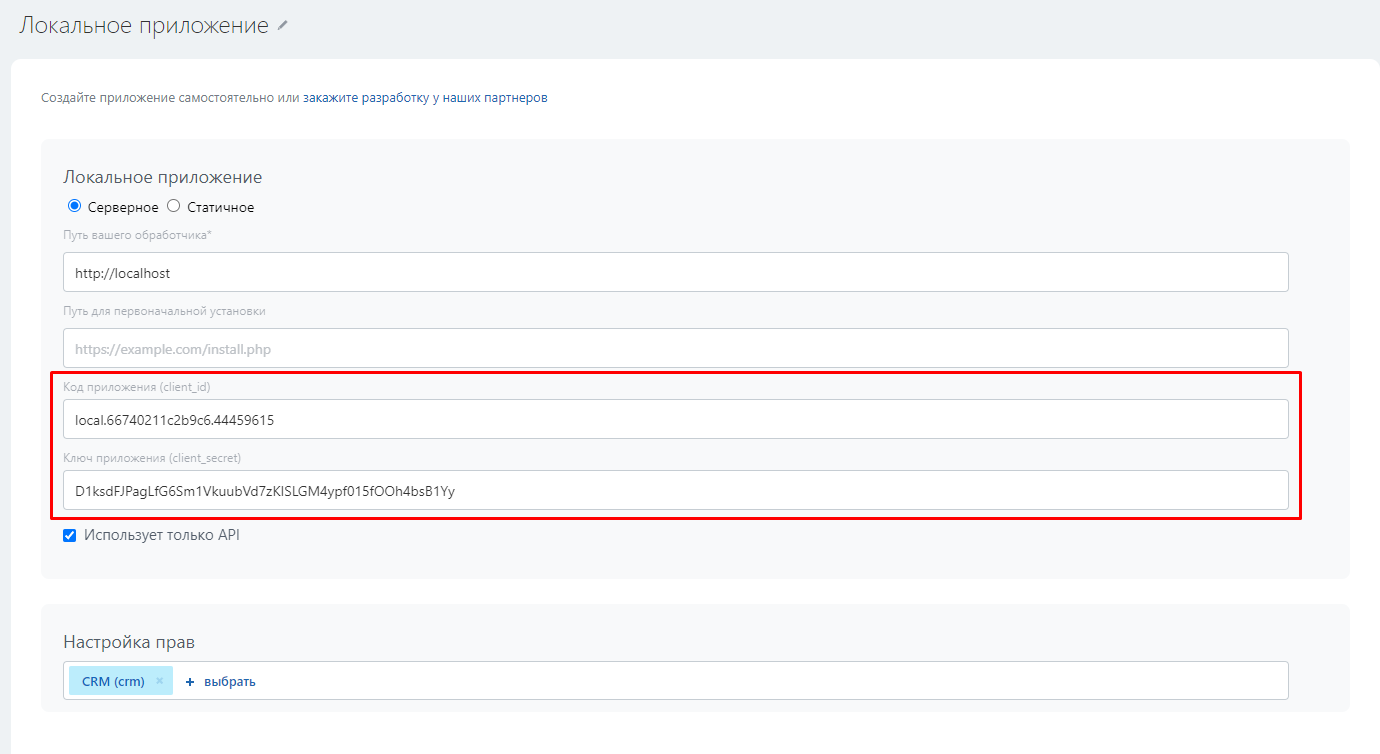 Локальное приложение
Создайте приложение самостоятельно или закажите разработку у наших партнеров
Локальное приложение
Серверное Статичное
Путь вашего обработчика*
http://localhost
Путь для первоначальной установки
https://example.com/install.php
Код приложения (client_id)
local.66740211c2b9c6.44459615
Ключ приложения (client_secret)
D1ksdFJPagLfG6Sm1VkuubVd7zKISLGM4ypf015fOOh4bsB1Yy
Использует только API
Настройка прав
CRM (crm) × + выбрать